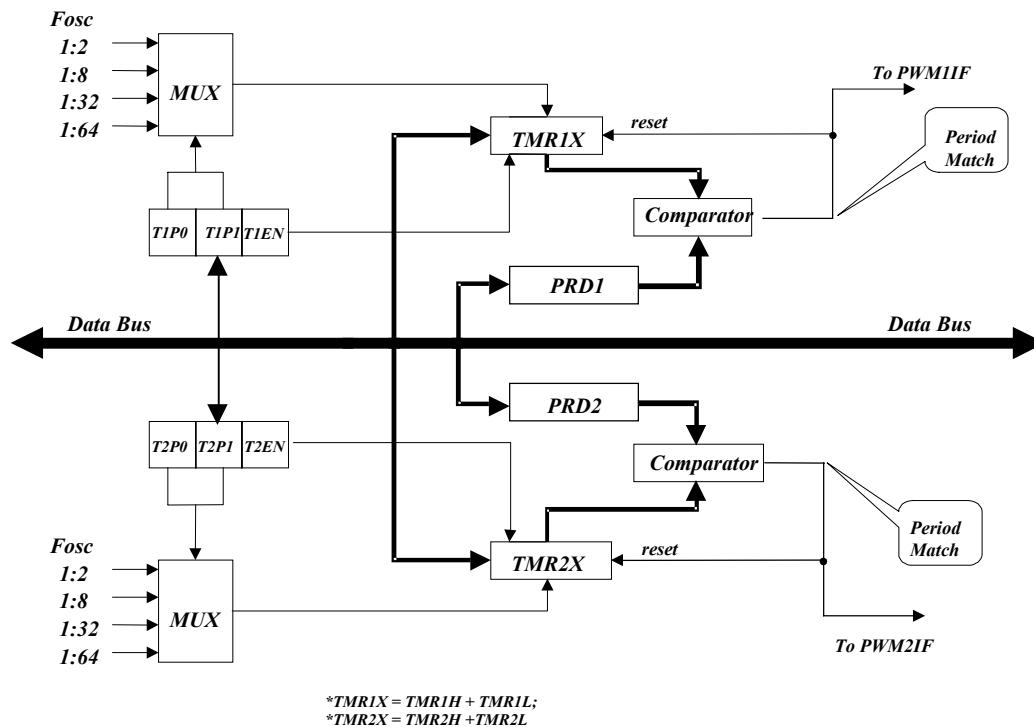 Fosc
1:2
1:8
1:32
1:64
MUX
To PWM1IF
reset
TMR1X
Period
Match
Comparator
T1P0 T1P1 T1EN
PRD1
Data Bus
Data Bus
PRD2
T2P0 T2P1 T2EN
Comparator
Period
Match
Fosc
1:2
1:8
1:32
1:64
MUX
reset
TMR2X
To PWM2IF
*TMR1X = TMR1H + TMR1L;
*TMR2X = TMR2H +TMR2L